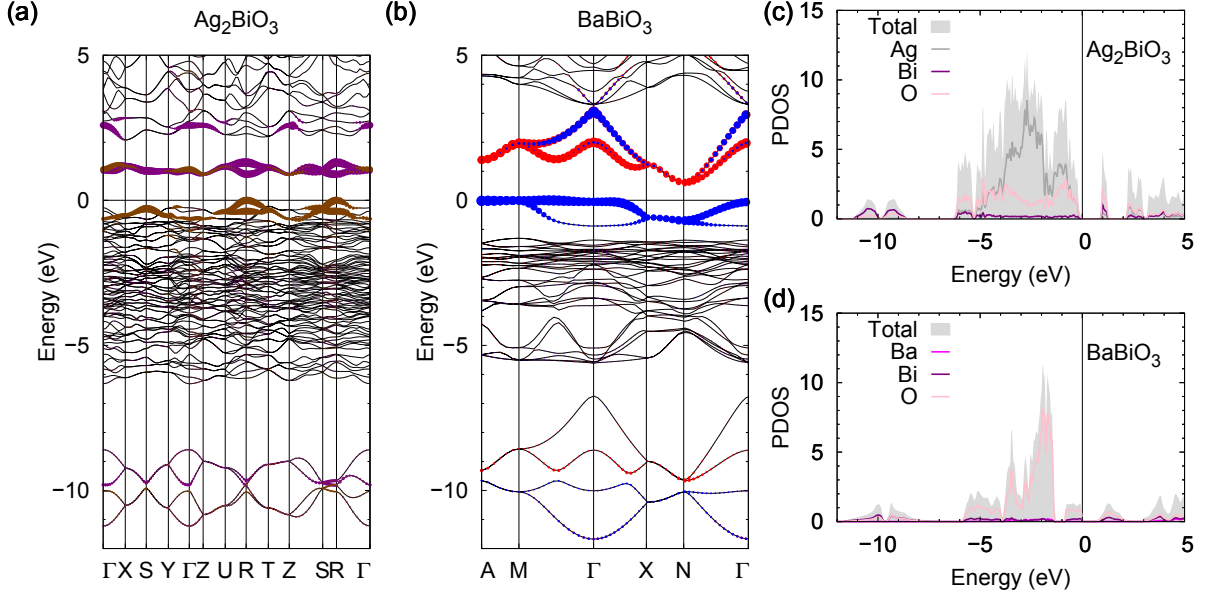 (a)
Ag₂BiO₃
5
0
−5
−10
Energy (eV)
Γ X S Y Γ Z U R T Z S R Γ
(b)
BaBiO₃
5
0
−5
−10
Energy (eV)
A M Γ X N Γ
(c)
15
10
5
0
PDOS
Total
Ag
Bi
O
Ag₂BiO₃
−10 −5 0 5
Energy (eV)
(d)
15
10
5
0
PDOS
Total
Ba
Bi
O
BaBiO₃
−10 −5 0 5
Energy (eV)